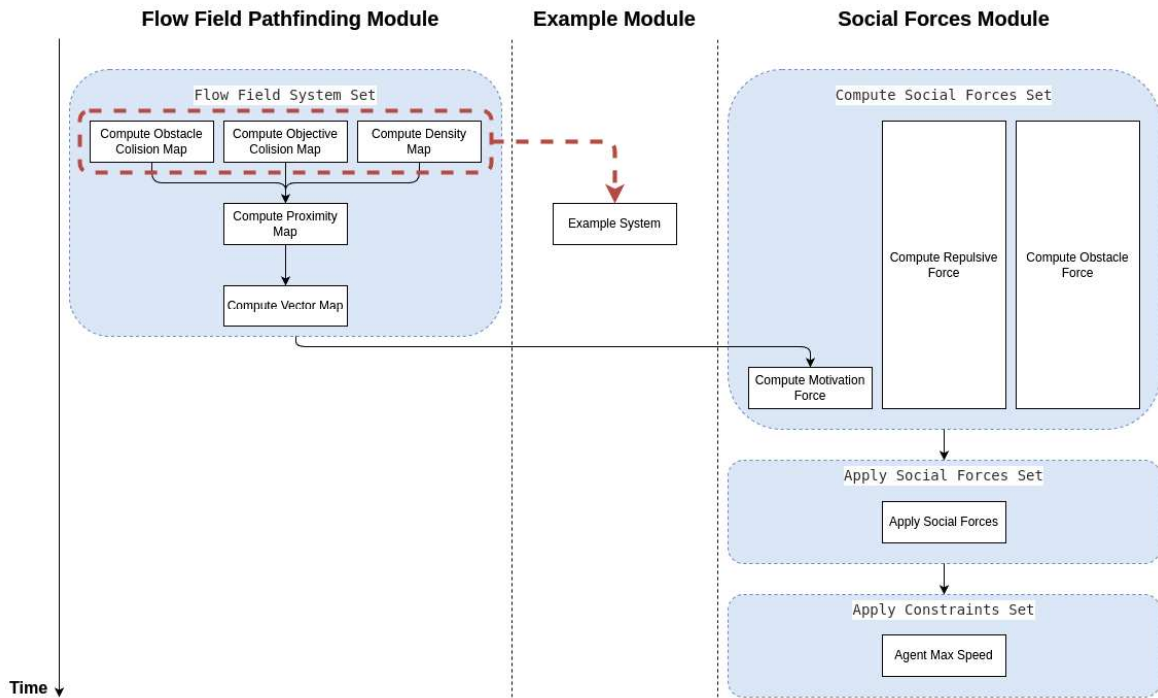 Flow Field Pathfinding Module
Example Module
Social Forces Module
Flow Field System Set
Compute Social Forces Set
Compute Obstacle
Colision Map
Compute Objective
Colision Map
Compute Density
Map
Compute Proximity
Map
Example System
Compute Repulsive
Force
Compute Obstacle
Force
Compute Vector Map
Compute Motivation
Force
Apply Social Forces Set
Apply Social Forces
Apply Constraints Set
Agent Max Speed
Time